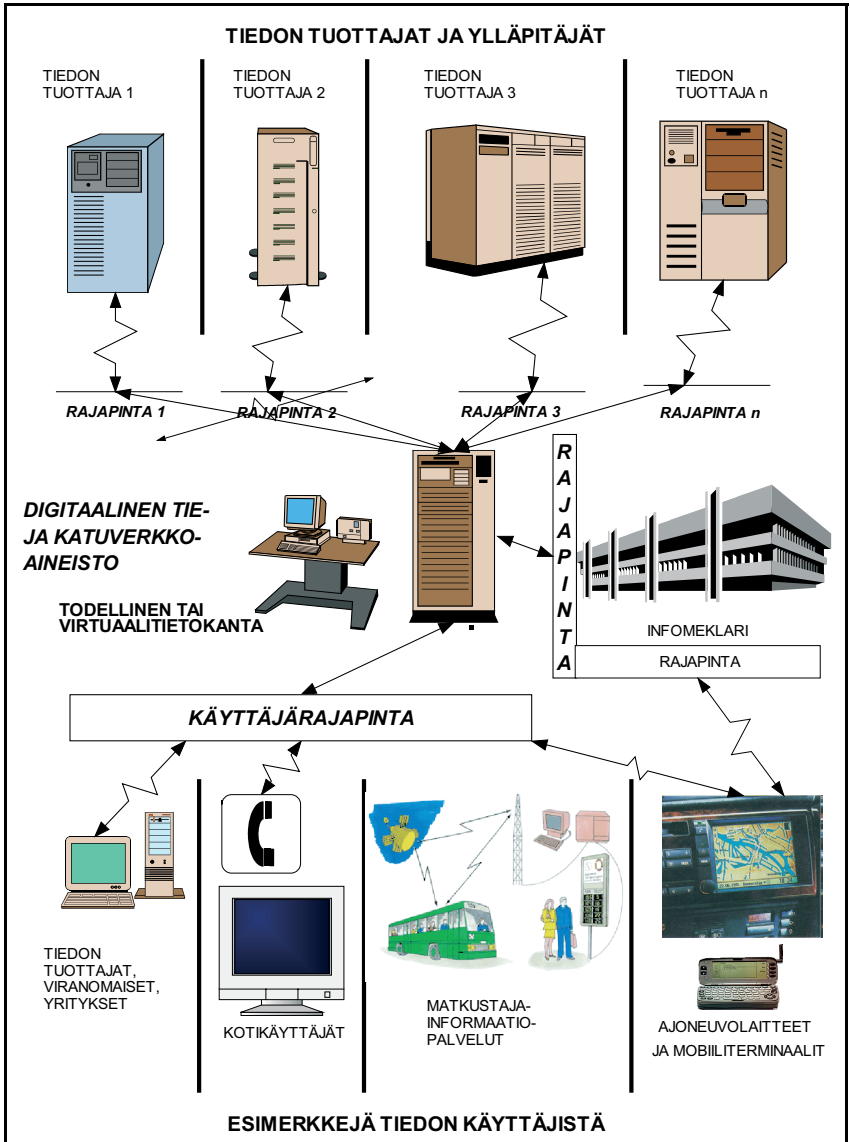 TIEDON TUOTTAJAT JA YLLÄPITÄJÄT
TIEDON
TUOTTAJA 1
TIEDON
TUOTTAJA 2
TIEDON
TUOTTAJA 3
TIEDON
TUOTTAJA n
RAJAPINTA 1
RAJAPINTA 2
RAJAPINTA 3
RAJAPINTA n
DIGITAALINEN TIE-
JA KATUVERKKO-
AINEISTO
TODELLINEN TAI
VIRTUAALITIETOKANTA
RAJAPINTA
INFOMEKLARI
RAJAPINTA
KÄYTTÄJÄRAJAPINTA
TIEDON
TUOTTAJAT,
VIRANOMAISET,
YRITYKSET
KOTIKÄYTTÄJÄT
MATKUSTAJA-
INFORMAATIO-
PALVELUT
AJONEUVOLAITTEET
JA MOBIILITERMINAALIT
ESIMERKKEJÄ TIEDON KÄYTTÄJISTÄ